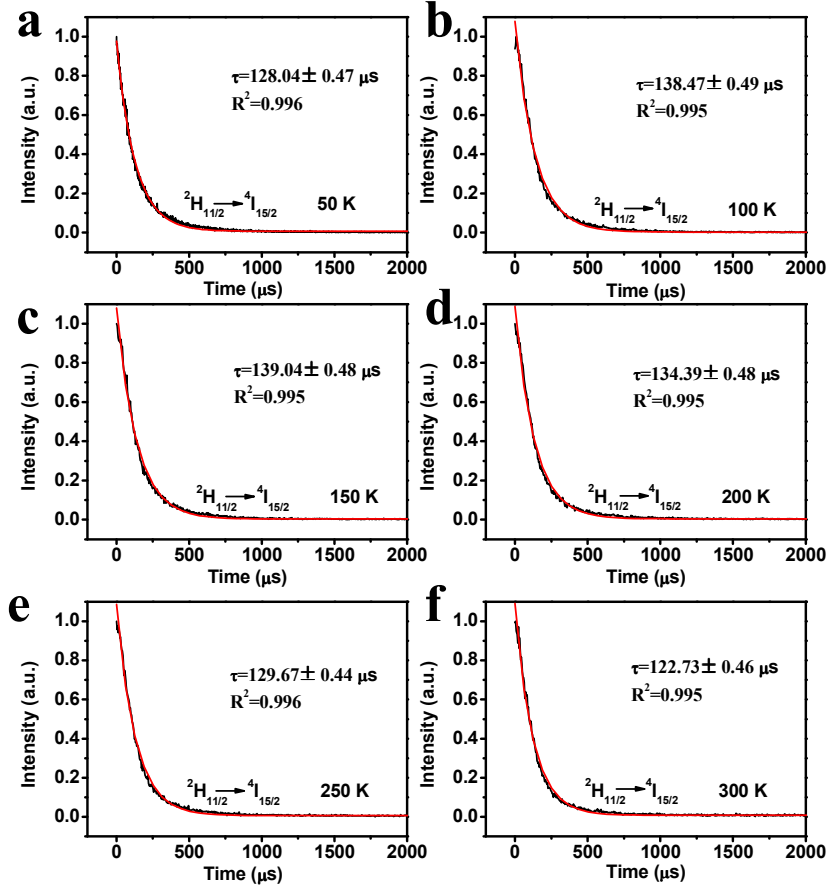 a
Intensity (a.u.)
1.0
0.8
0.6
0.4
0.2
0.0
τ=128.04± 0.47 μs
R²=0.996
²H₁₁/₂ → ⁴I₁₅/₂ 50 K
0 500 1000 1500 2000
Time (μs)
b
Intensity (a.u.)
1.0
0.8
0.6
0.4
0.2
0.0
τ=138.47± 0.49 μs
R²=0.995
²H₁₁/₂ → ⁴I₁₅/₂ 100 K
0 500 1000 1500 2000
Time (μs)
c
Intensity (a.u.)
1.0
0.8
0.6
0.4
0.2
0.0
τ=139.04± 0.48 μs
R²=0.995
²H₁₁/₂ → ⁴I₁₅/₂ 150 K
0 500 1000 1500 2000
Time (μs)
d
Intensity (a.u.)
1.0
0.8
0.6
0.4
0.2
0.0
τ=134.39± 0.48 μs
R²=0.995
²H₁₁/₂ → ⁴I₁₅/₂ 200 K
0 500 1000 1500 2000
Time (μs)
e
Intensity (a.u.)
1.0
0.8
0.6
0.4
0.2
0.0
τ=129.67± 0.44 μs
R²=0.996
²H₁₁/₂ → ⁴I₁₅/₂ 250 K
0 500 1000 1500 2000
Time (μs)
f
Intensity (a.u.)
1.0
0.8
0.6
0.4
0.2
0.0
τ=122.73± 0.46 μs
R²=0.995
²H₁₁/₂ → ⁴I₁₅/₂ 300 K
0 500 1000 1500 2000
Time (μs)